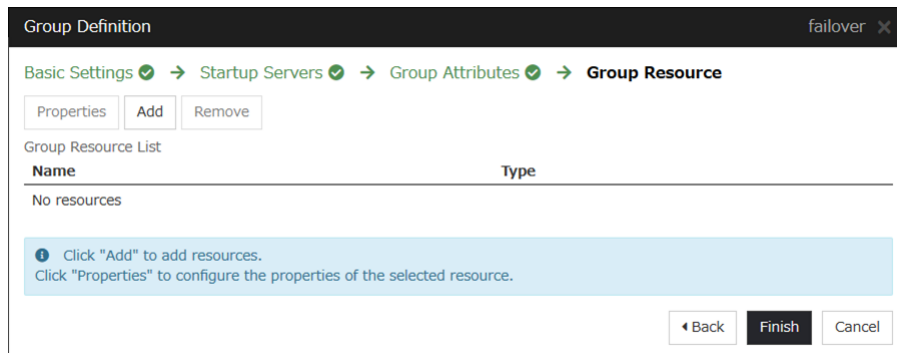 Group Definition failover
Basic Settings → Startup Servers → Group Attributes → Group Resource
Properties Add Remove
Group Resource List
Name Type
No resources
Click "Add" to add resources.
Click "Properties" to configure the properties of the selected resource.
Back Finish Cancel